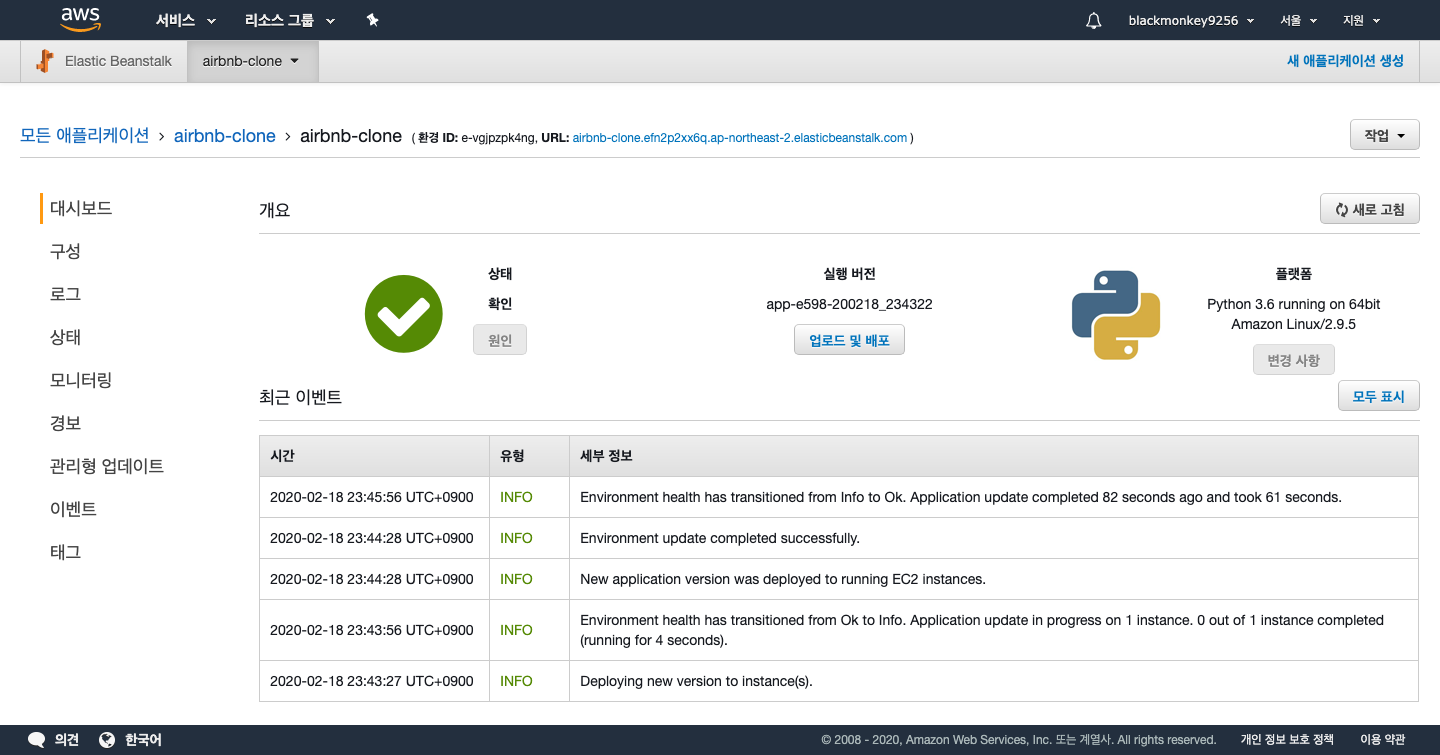 aws 서비스 리소스 그룹 blackmonkey9256 서울 지원
Elastic Beanstalk airbnb-clone 새 애플리케이션 생성
모든 애플리케이션 > airbnb-clone > airbnb-clone ( 환경 ID: e-vgjpzpk4ng, URL: airbnb-clone.efn2p2xx6q.ap-northeast-2.elasticbeanstalk.com ) 작업
대시보드
구성
로그
상태
모니터링
경보
관리형 업데이트
이벤트
태그
개요 새로 고침
상태
확인
원인
실행 버전
app-e598-200218_234322
업로드 및 배포
플랫폼
Python 3.6 running on 64bit
Amazon Linux/2.9.5
변경 사항
최근 이벤트 모두 표시
시간 유형 세부 정보
2020-02-18 23:45:56 UTC+0900 INFO Environment health has transitioned from Info to Ok. Application update completed 82 seconds ago and took 61 seconds.
2020-02-18 23:44:28 UTC+0900 INFO Environment update completed successfully.
2020-02-18 23:44:28 UTC+0900 INFO New application version was deployed to running EC2 instances.
2020-02-18 23:43:56 UTC+0900 INFO Environment health has transitioned from Ok to Info. Application update in progress on 1 instance. 0 out of 1 instance completed
(running for 4 seconds).
2020-02-18 23:43:27 UTC+0900 INFO Deploying new version to instance(s).
의견 한국어 © 2008 - 2020, Amazon Web Services, Inc. 또는 계열사. All rights reserved. 개인 정보 보호 정책 이용 약관